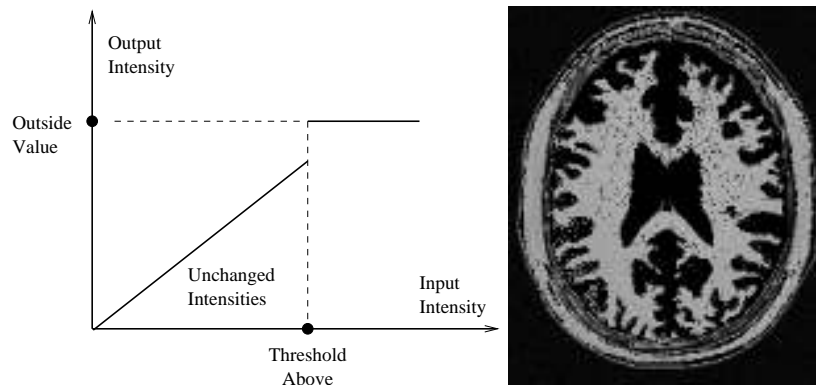 Output
Intensity
Outside
Value
Unchanged
Intensities
Input
Intensity
Threshold
Above